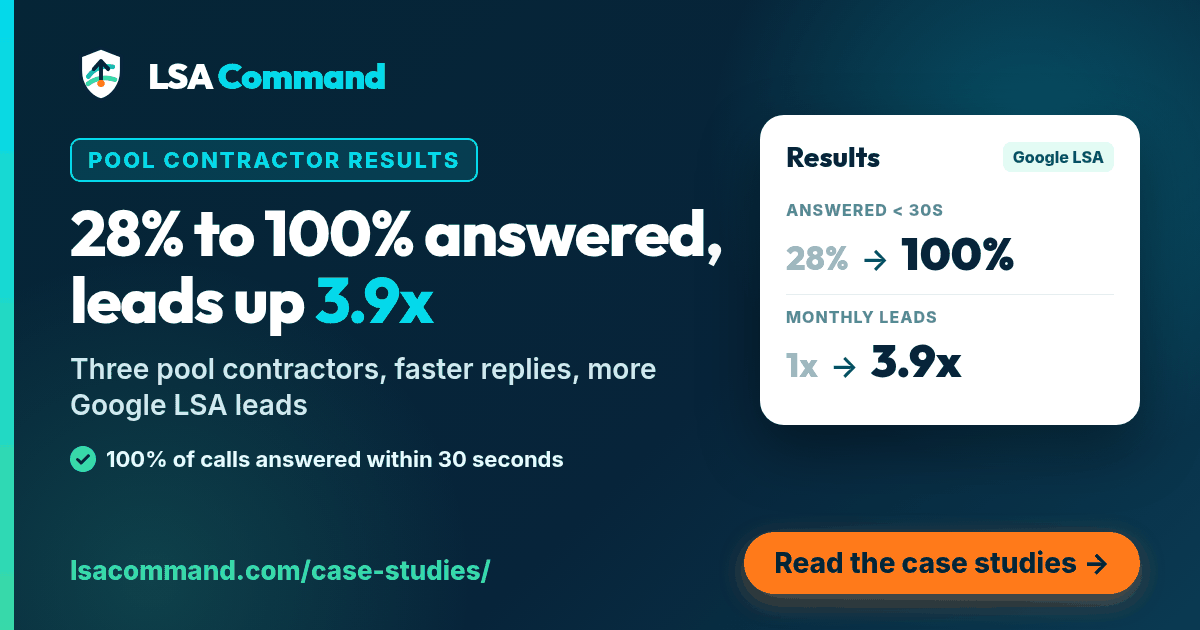 LSA Command
POOL CONTRACTOR RESULTS
28% to 100% answered,
leads up 3.9x
Three pool contractors, faster replies, more
Google LSA leads
100% of calls answered within 30 seconds
lsacommand.com/case-studies/
Results
Google LSA
ANSWERED < 30S
28% → 100%
MONTHLY LEADS
1x → 3.9x
Read the case studies →